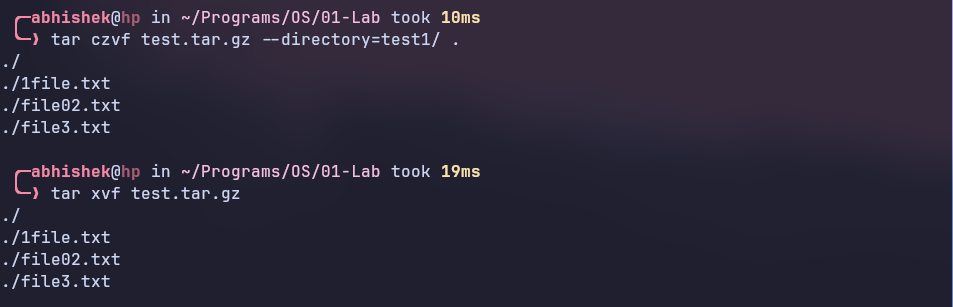 abhishek@hp in ~/Programs/OS/01-Lab took 10ms
❯ tar czvf test.tar.gz --directory=test1/ .
./
./1file.txt
./file02.txt
./file3.txt
abhishek@hp in ~/Programs/OS/01-Lab took 19ms
❯ tar xvf test.tar.gz
./
./1file.txt
./file02.txt
./file3.txt